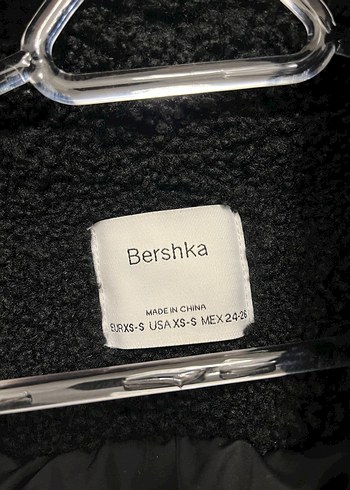 Bershka
MADE IN CHINA
EUR XS-S USA XS-S MEX 24-26